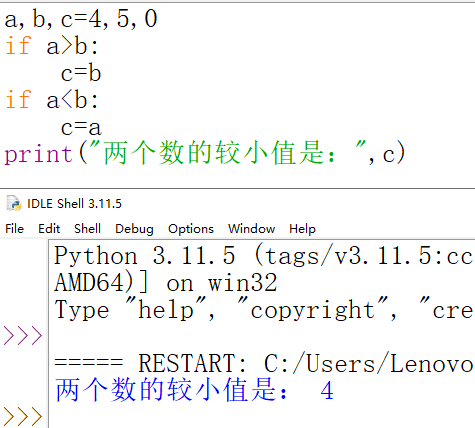 a,b,c=4,5,0
if a>b:
    c=b
if a<b:
    c=a
print("两个数的较小值是：",c)
IDLE Shell 3.11.5
File Edit Shell Debug Options Window Help
Python 3.11.5 (tags/v3.11.5:cc
AMD64)] on win32
Type "help", "copyright", "cre
>>>
===== RESTART: C:/Users/Lenovo
两个数的较小值是： 4
>>>